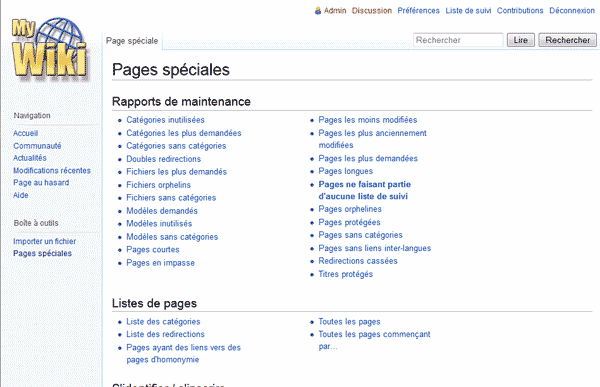 Admin Discussion Préférences Liste de suivi Contributions Déconnexion
My
Wiki
Page spéciale
Rechercher Lire Rechercher
Pages spéciales
Navigation
Accueil
Communauté
Actualités
Modifications récentes
Page au hasard
Aide
Boîte à outils
Importer un fichier
Pages spéciales
Rapports de maintenance
Catégories inutilisées
Catégories les plus demandées
Catégories sans catégories
Doubles redirections
Fichiers les plus demandés
Fichiers orphelins
Fichiers sans catégories
Modèles demandés
Modèles inutilisés
Modèles sans catégories
Pages courtes
Pages en impasse
Pages les moins modifiées
Pages les plus anciennement
modifiées
Pages les plus demandées
Pages longues
Pages ne faisant partie
d'aucune liste de suivi
Pages orphelines
Pages protégées
Pages sans catégories
Pages sans liens inter-langues
Redirections cassées
Titres protégés
Listes de pages
Liste des catégories
Liste des redirections
Pages ayant des liens vers des
pages d'homonymie
Toutes les pages
Toutes les pages commençant
par...